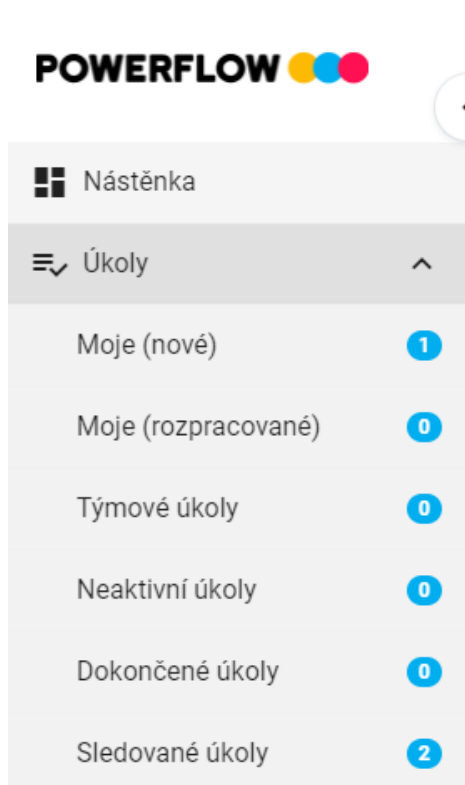 POWERFLOW
Nástěnka
Úkoly
Moje (nové) 1
Moje (rozpracované) 0
Týmové úkoly 0
Neaktivní úkoly 0
Dokončené úkoly 0
Sledované úkoly 2